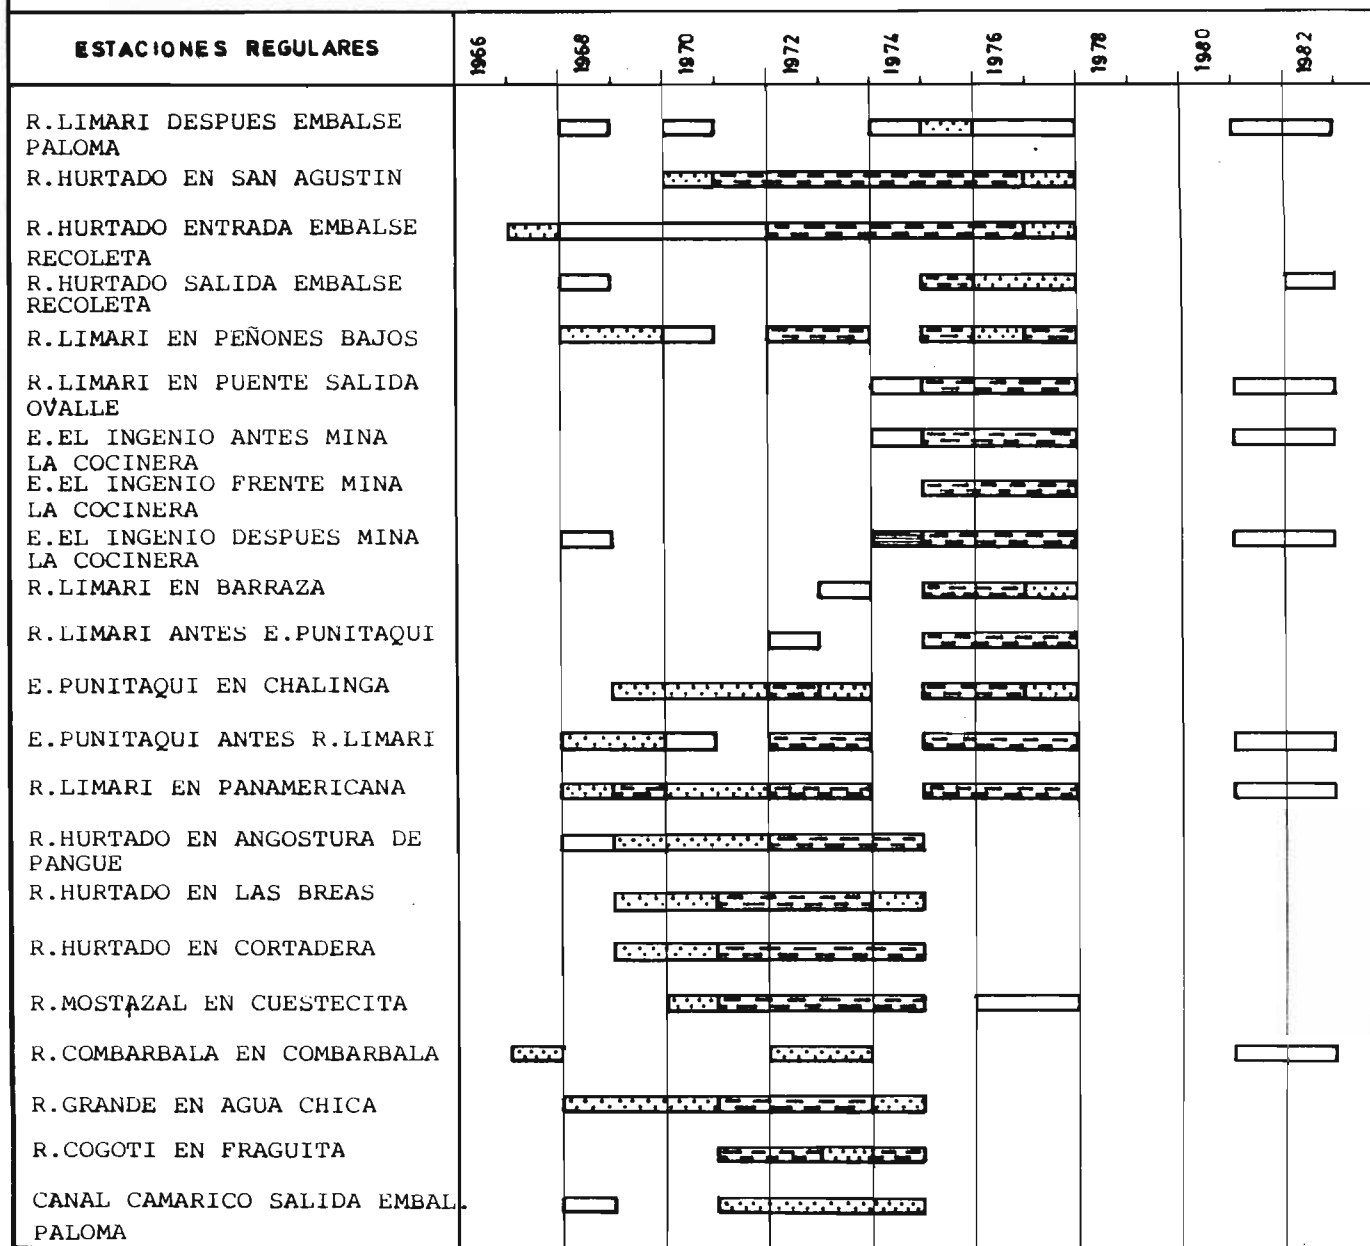 ESTACIONES REGULARES
1966
1968
1970
1972
1974
1976
1978
1980
1982
R.LIMARI DESPUES EMBALSE
PALOMA
R.HURTADO EN SAN AGUSTIN
R.HURTADO ENTRADA EMBALSE
RECOLETA
R.HURTADO SALIDA EMBALSE
RECOLETA
R.LIMARI EN PEÑONES BAJOS
R.LIMARI EN PUENTE SALIDA
OVALLE
E.EL INGENIO ANTES MINA
LA COCINERA
E.EL INGENIO FRENTE MINA
LA COCINERA
E.EL INGENIO DESPUES MINA
LA COCINERA
R.LIMARI EN BARRAZA
R.LIMARI ANTES E.PUNITAQUI
E.PUNITAQUI EN CHALINGA
E.PUNITAQUI ANTES R.LIMARI
R.LIMARI EN PANAMERICANA
R.HURTADO EN ANGOSTURA DE
PANGUE
R.HURTADO EN LAS BREAS
R.HURTADO EN CORTADERA
R.MOSTAZAL EN CUESTECITA
R.COMBARBALA EN COMBARBALA
R.GRANDE EN AGUA CHICA
R.COGOTI EN FRAGUITA
CANAL CAMARICO SALIDA EMBAL.
PALOMA